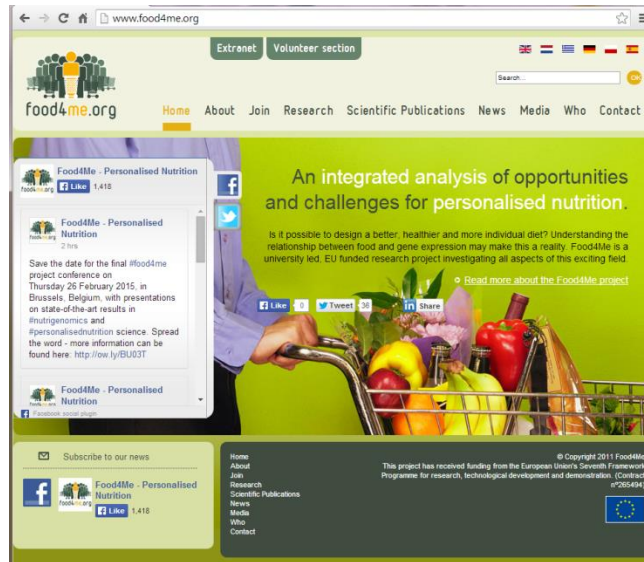 www.food4me.org
Extranet
Volunteer section
Search...
OK
food4me.org
Home About Join Research Scientific Publications News Media Who Contact
Food4Me - Personalised Nutrition
Like 1,418
Food4Me - Personalised
Nutrition
2 hrs
Save the date for the final #food4me
project conference on
Thursday 26 February 2015, in
Brussels, Belgium, with presentations
on state-of-the-art results in
#nutrigenomics and
#personalisednutrition science. Spread
the word - more information can be
found here: http://ow.ly/BU03T
Food4Me - Personalised
Nutrition
Facebook social plugin
An integrated analysis of opportunities
and challenges for personalised nutrition.
Is it possible to design a better, healthier and more individual diet? Understanding the
relationship between food and gene expression may make this a reality. Food4Me is a
university led, EU funded research project investigating all aspects of this exciting field.
Read more about the Food4Me project
Like 0 Tweet 36 in Share
Subscribe to our news
Food4Me - Personalised
Nutrition
Like 1,418
Home
About
Join
Research
Scientific Publications
News
Media
Who
Contact
© Copyright 2011 Food4Me
This project has received funding from the European Union's Seventh Framework
Programme for research, technological development and demonstration. (Contract
n°265494)